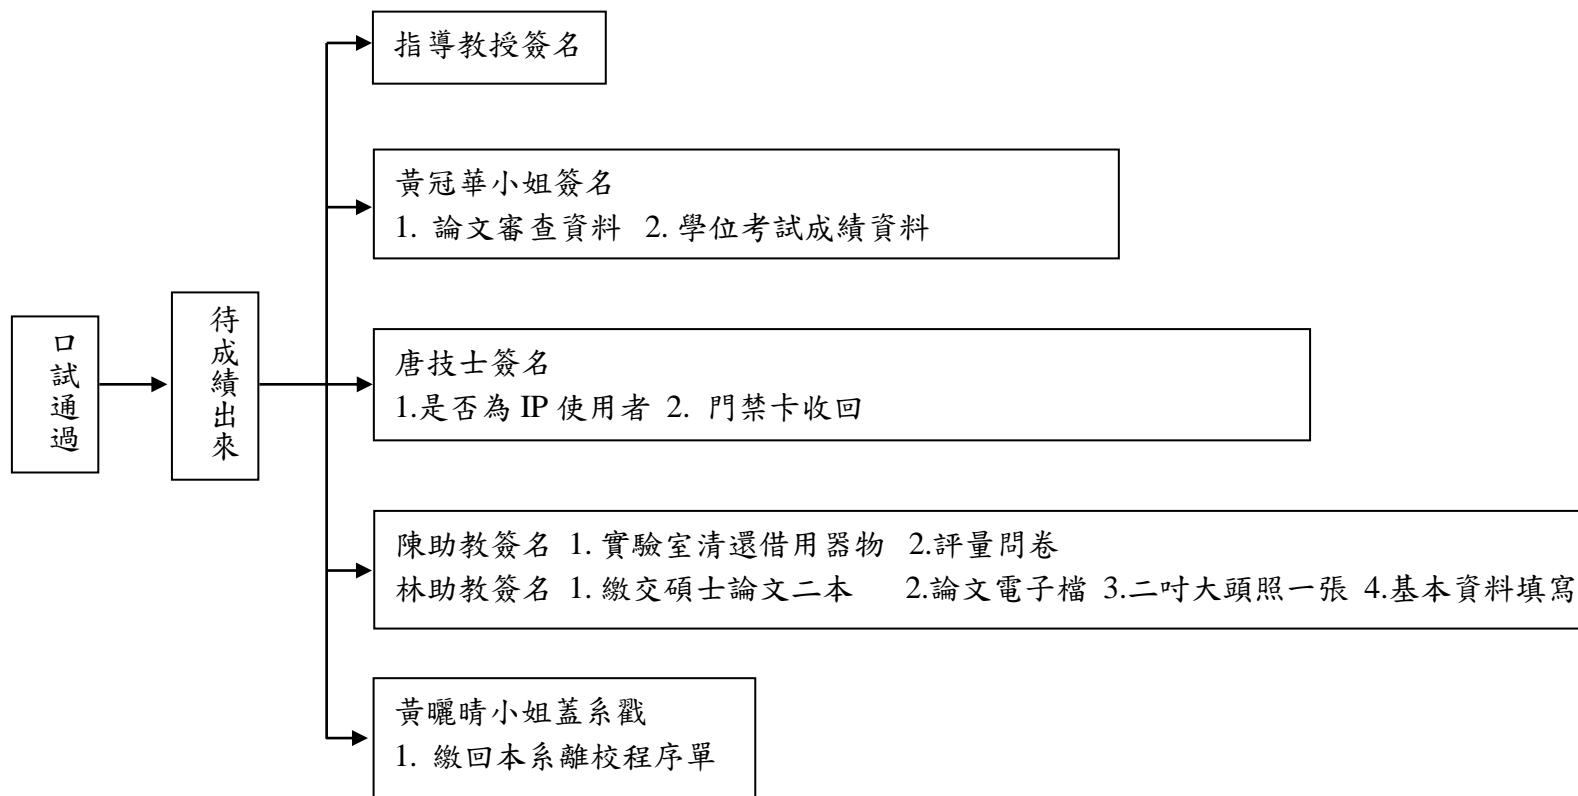 口試通過
待成績出來
指導教授簽名
黃冠華小姐簽名
1. 論文審查資料 2. 學位考試成績資料
唐技士簽名
1.是否為 IP 使用者 2. 門禁卡收回
陳助教簽名 1. 實驗室清還借用器物 2.評量問卷
林助教簽名 1. 繳交碩士論文二本 2.論文電子檔 3.二吋大頭照一張 4.基本資料填寫
黃曬晴小姐蓋系戳
1. 繳回本系離校程序單